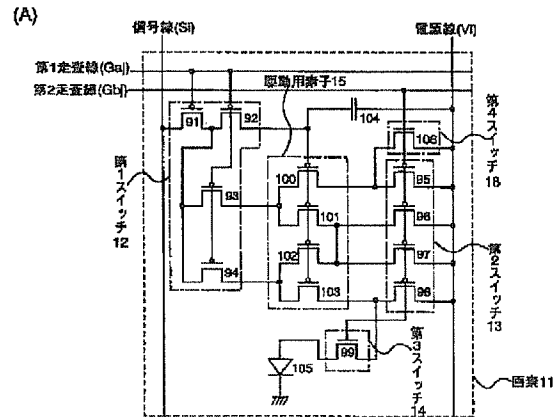 (A)
信号線(Si)
電源線(Vi)
第1走査線(Gaj)
第2走査線(Gbj)
駆動用素子15
91
92
104
106
第4スイッチ18
93
100
95
101
96
第1スイッチ12
102
97
94
103
98
第2スイッチ13
99
105
第3スイッチ14
画素11